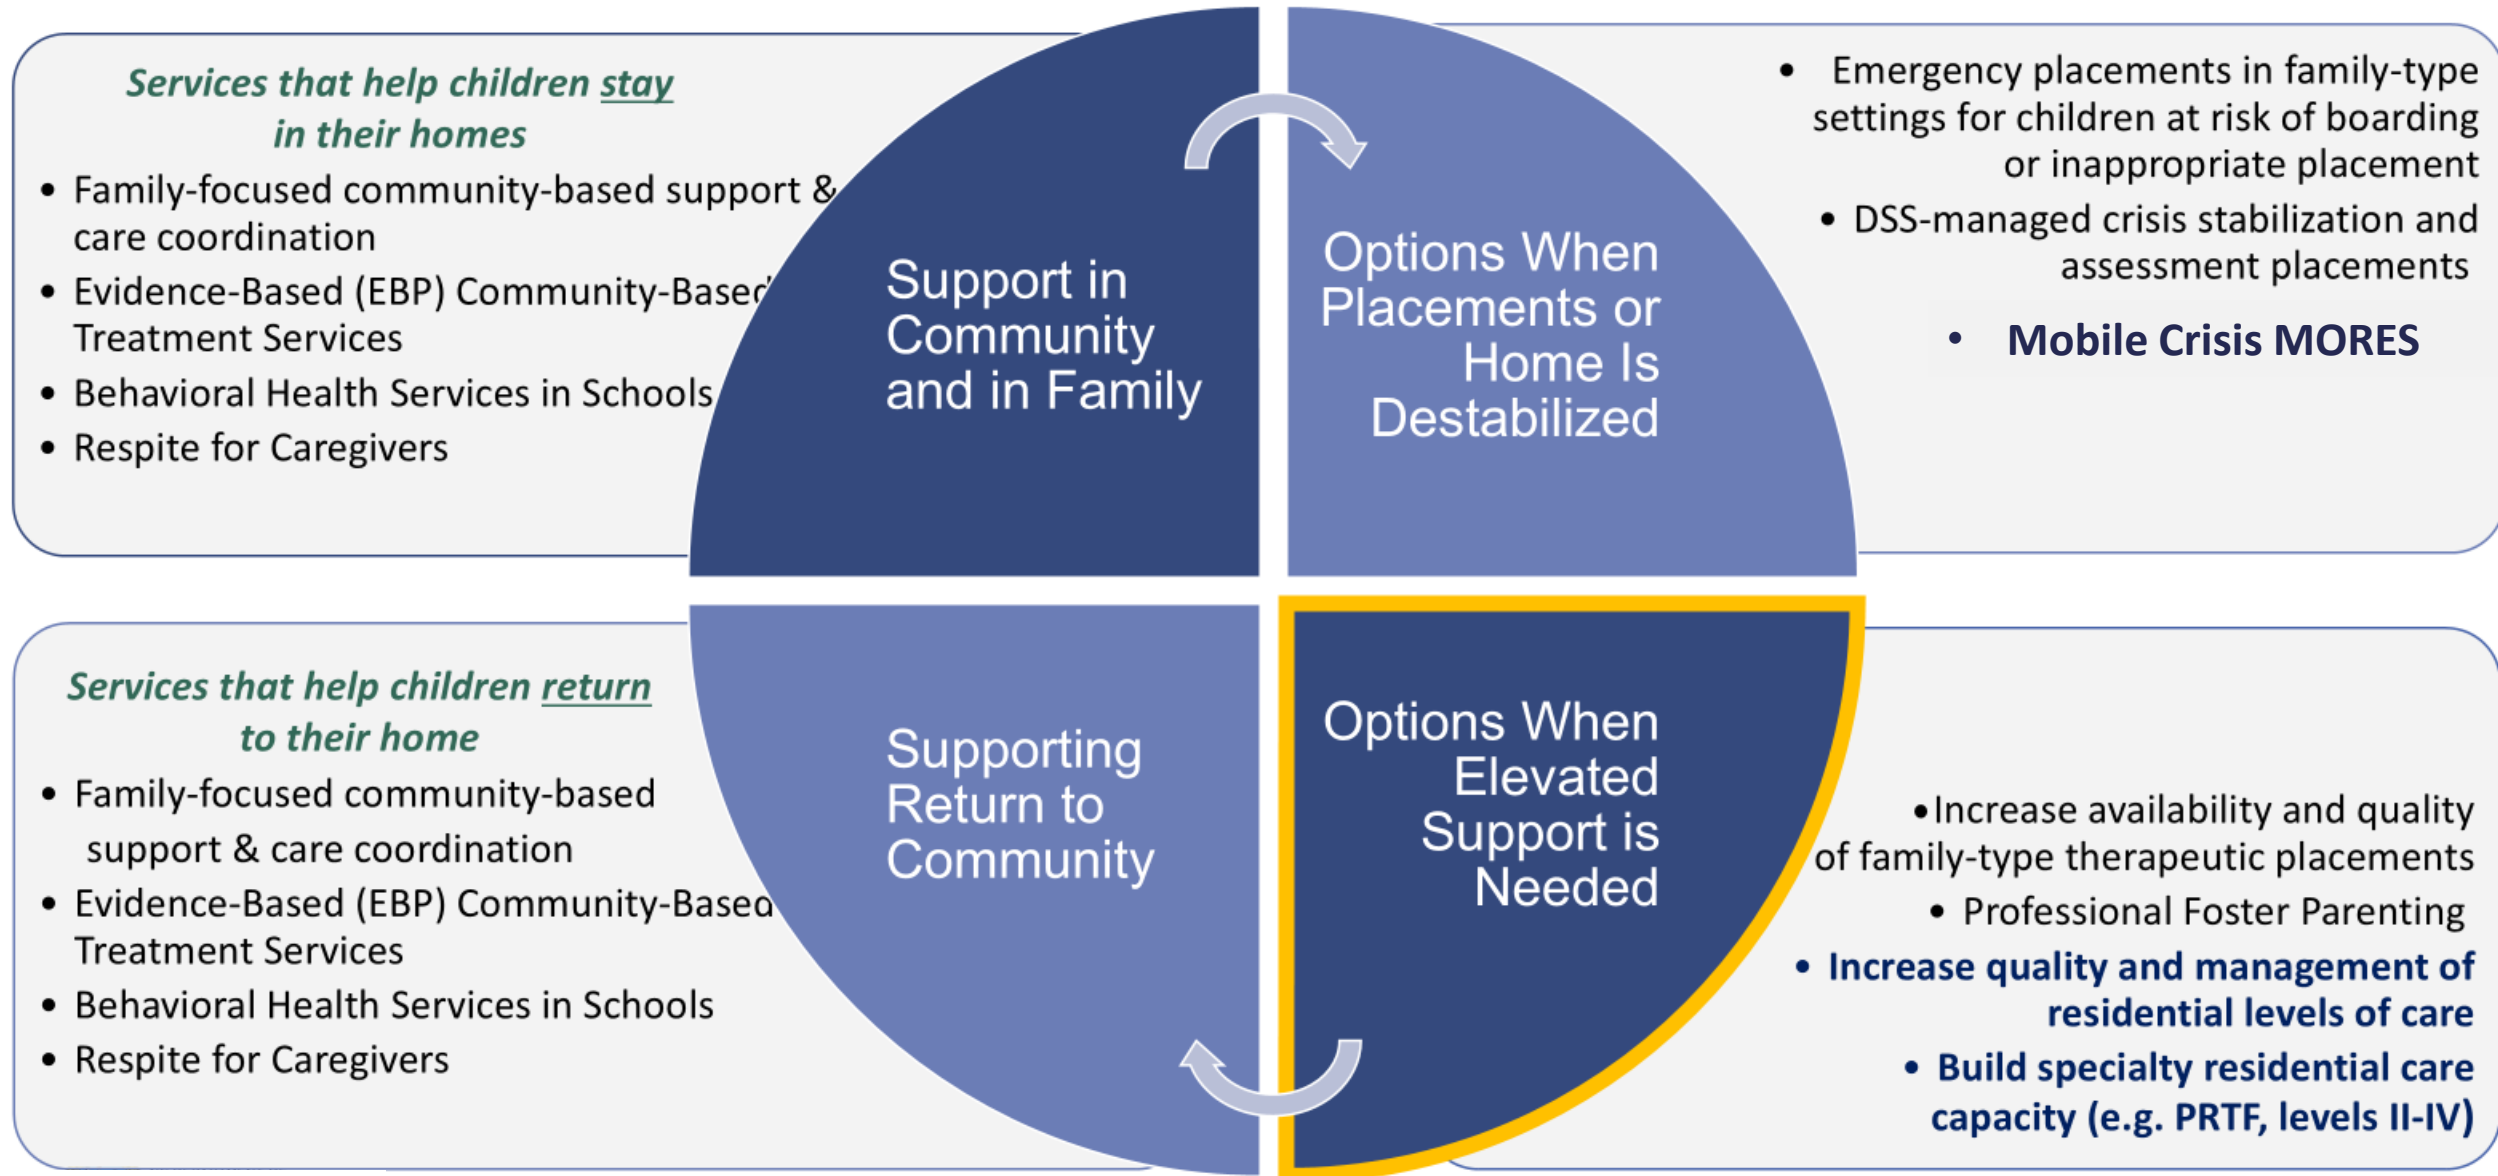 Services that help children stay
in their homes
• Family-focused community-based support &
care coordination
• Evidence-Based (EBP) Community-Based
Treatment Services
• Behavioral Health Services in Schools
• Respite for Caregivers
Support in
Community
and in Family
Options When
Placements or
Home Is
Destabilized
• Emergency placements in family-type
settings for children at risk of boarding
or inappropriate placement
• DSS-managed crisis stabilization and
assessment placements
• Mobile Crisis MORES
Services that help children return
to their home
• Family-focused community-based
support & care coordination
• Evidence-Based (EBP) Community-Based
Treatment Services
• Behavioral Health Services in Schools
• Respite for Caregivers
Supporting
Return to
Community
Options When
Elevated
Support is
Needed
•Increase availability and quality
of family-type therapeutic placements
• Professional Foster Parenting
• Increase quality and management of
residential levels of care
• Build specialty residential care
capacity (e.g. PRTF, levels II-IV)